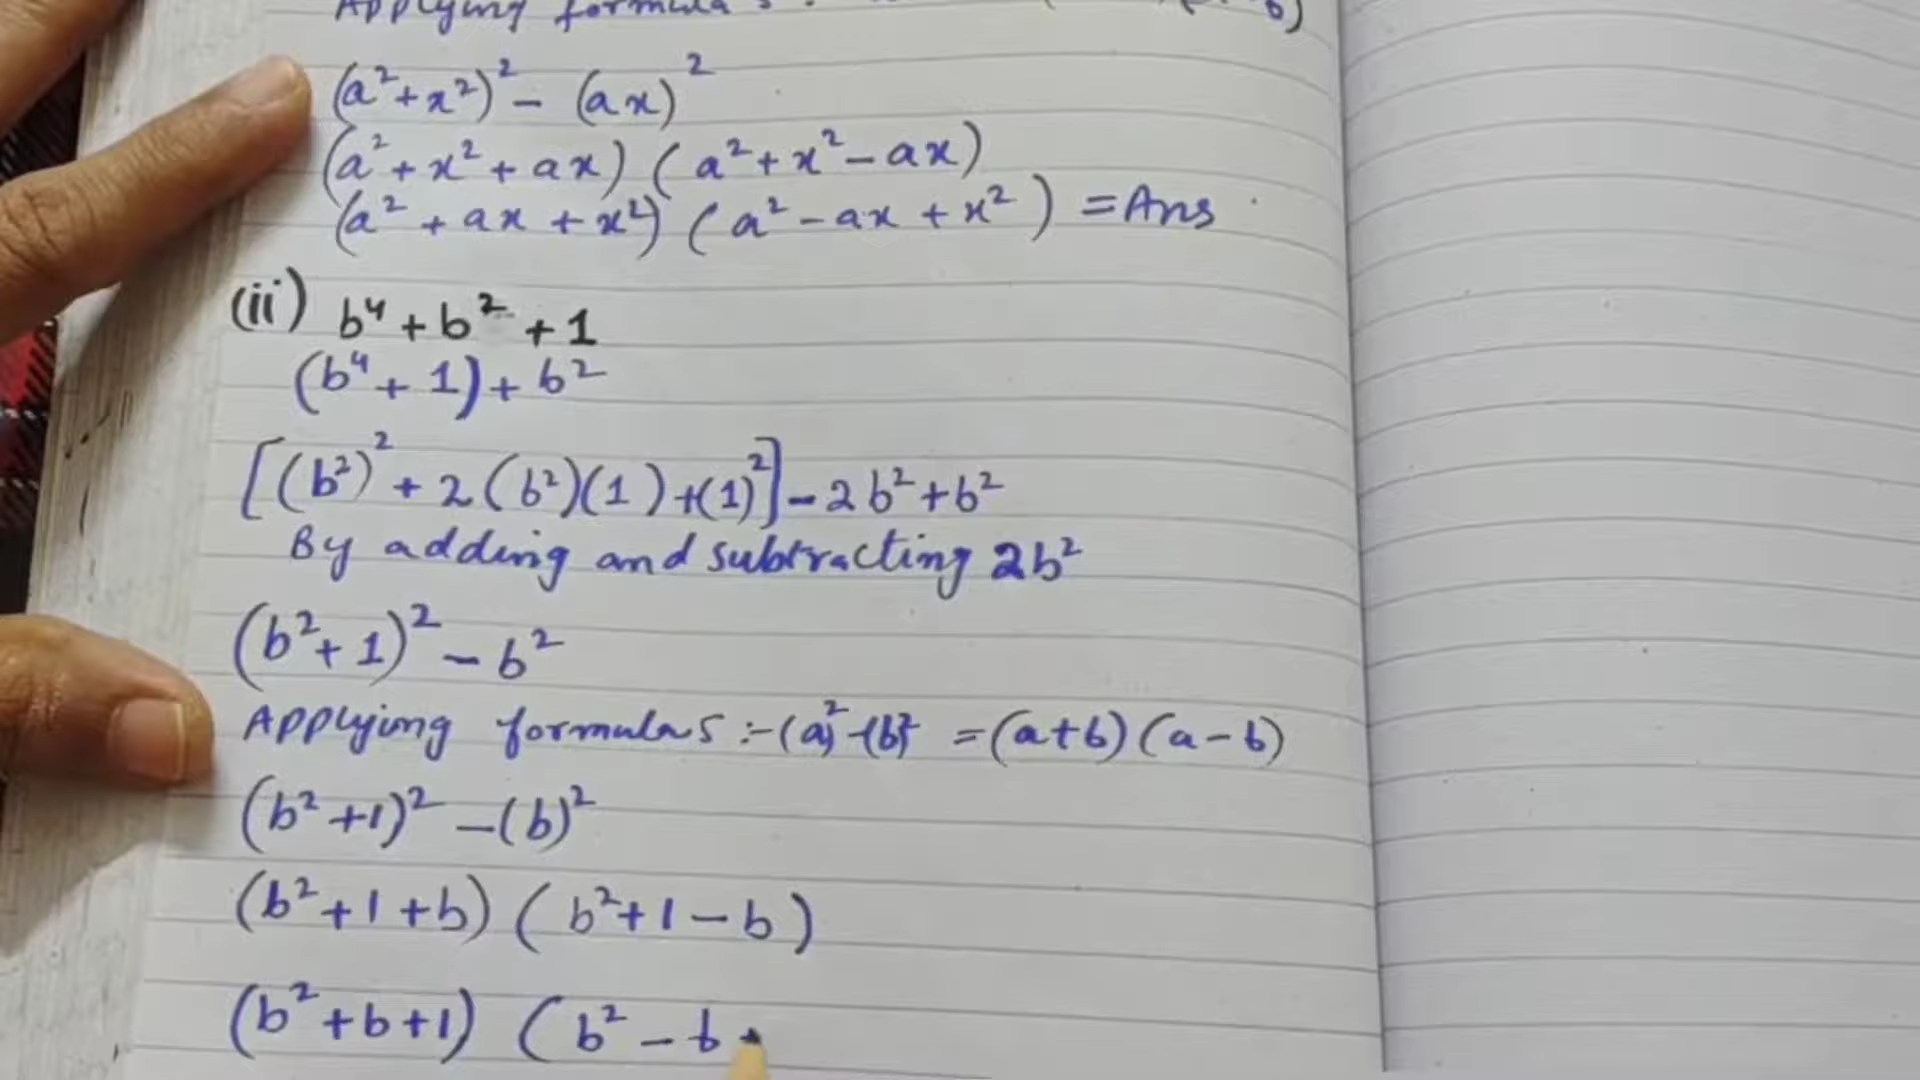 Applying formula
(a²+x²)² - (ax)²
(a² + x² + ax) (a² + x² - ax)
(a² + ax + x²) (a² - ax + x²) = Ans
(ii) b⁴ + b² + 1
(b⁴ + 1) + b²
[(b²)² + 2(b²)(1) + (1)²] - 2b² + b²
By adding and subtracting 2b²
(b² + 1)² - b²
Applying formulas :- (a)² - (b)² = (a+b) (a-b)
(b² + 1)² - (b)²
(b² + 1 + b) (b² + 1 - b)
(b² + b + 1) (b² - b